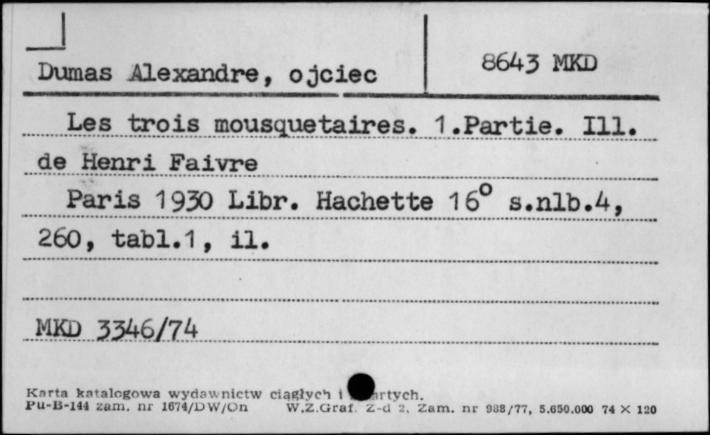 Dumas Alexandre, ojciec
8643 MKD
Les trois mousquetaires. 1.Partie. Ill.
de Henri Faivre
Paris 1930 Libr. Hachette 16° s.nlb.4,
260, tabl.1, il.
MKD 3346/74
Karta katalogowa wydawnictw ciągłych i
Pu-B-144 zam. nr 1674/DW/On W.Z.Graf. Z-d 2. Zam. nr 988/77, 5.650.000 74 × 120